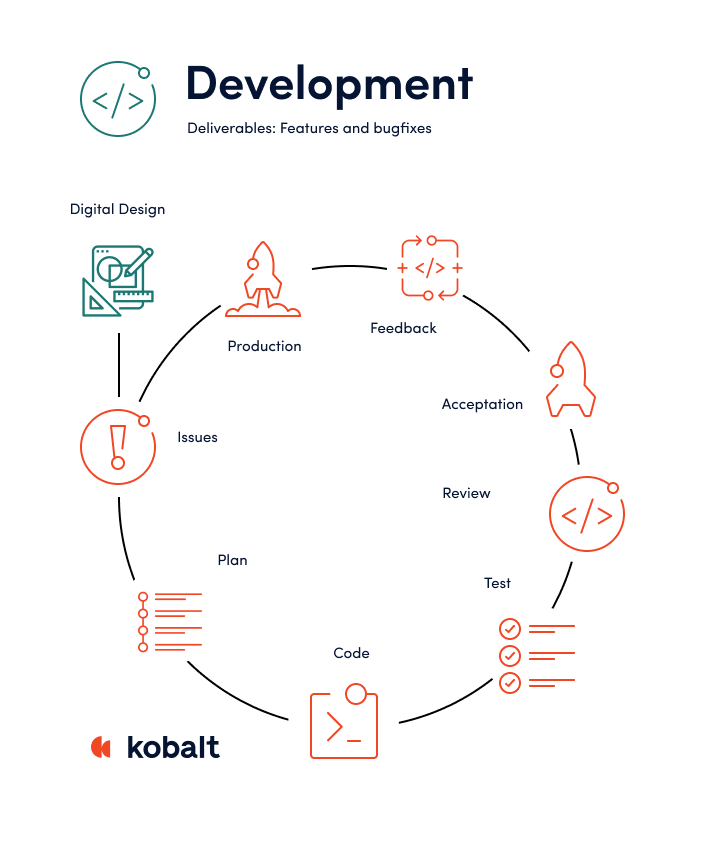 Development
Deliverables: Features and bugfixes
Digital Design
Production
Feedback
Acceptation
Issues
Review
Plan
Test
Code
kobalt